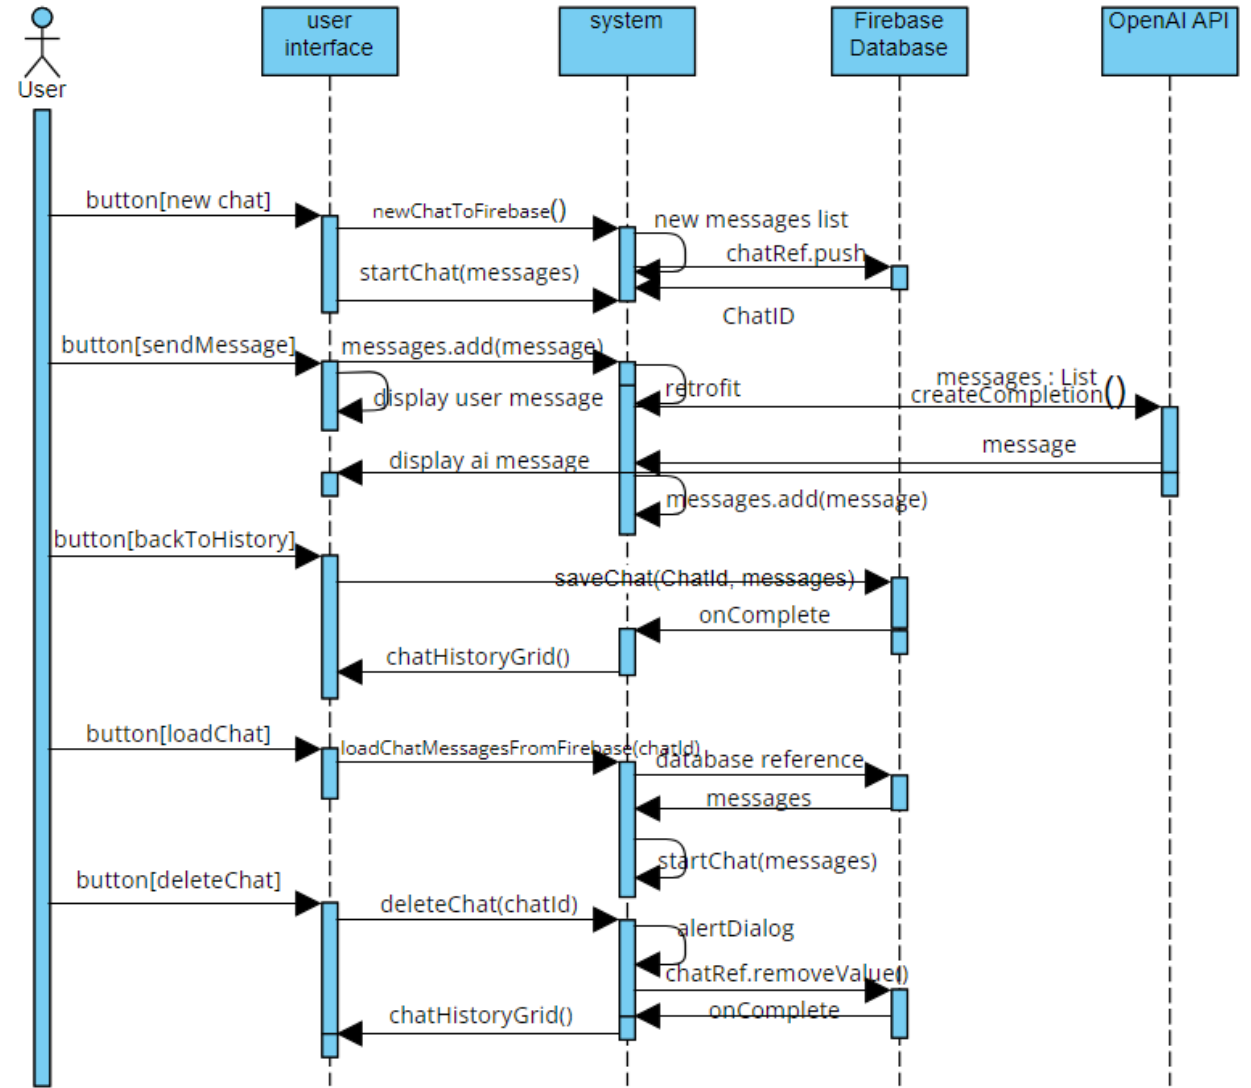 User
user
interface
system
Firebase
Database
OpenAI API
button[new chat]
newChatToFirebase()
new messages list
chatRef.push
startChat(messages)
ChatID
button[sendMessage]
messages.add(message)
display user message
retrofit
messages : List
createCompletion()
message
display ai message
messages.add(message)
button[backToHistory]
saveChat(ChatId, messages)
onComplete
chatHistoryGrid()
button[loadChat]
loadChatMessagesFromFirebase(chatId)
database reference
messages
startChat(messages)
button[deleteChat]
deleteChat(chatId)
alertDialog
chatRef.removeValue()
onComplete
chatHistoryGrid()